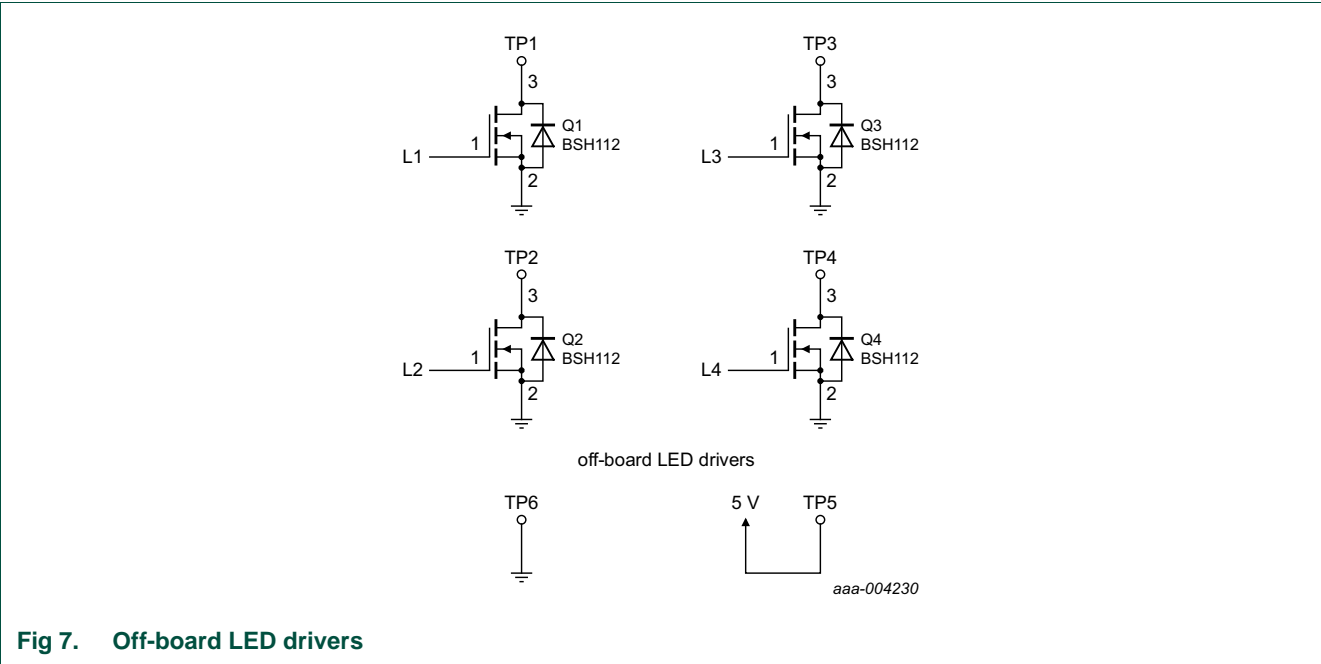 TP1
3
Q1
BSH112
1
L1
2
TP3
3
Q3
BSH112
1
L3
2
TP2
3
Q2
BSH112
1
L2
2
TP4
3
Q4
BSH112
1
L4
2
off-board LED drivers
TP6
5 V
TP5
aaa-004230
Fig 7. Off-board LED drivers